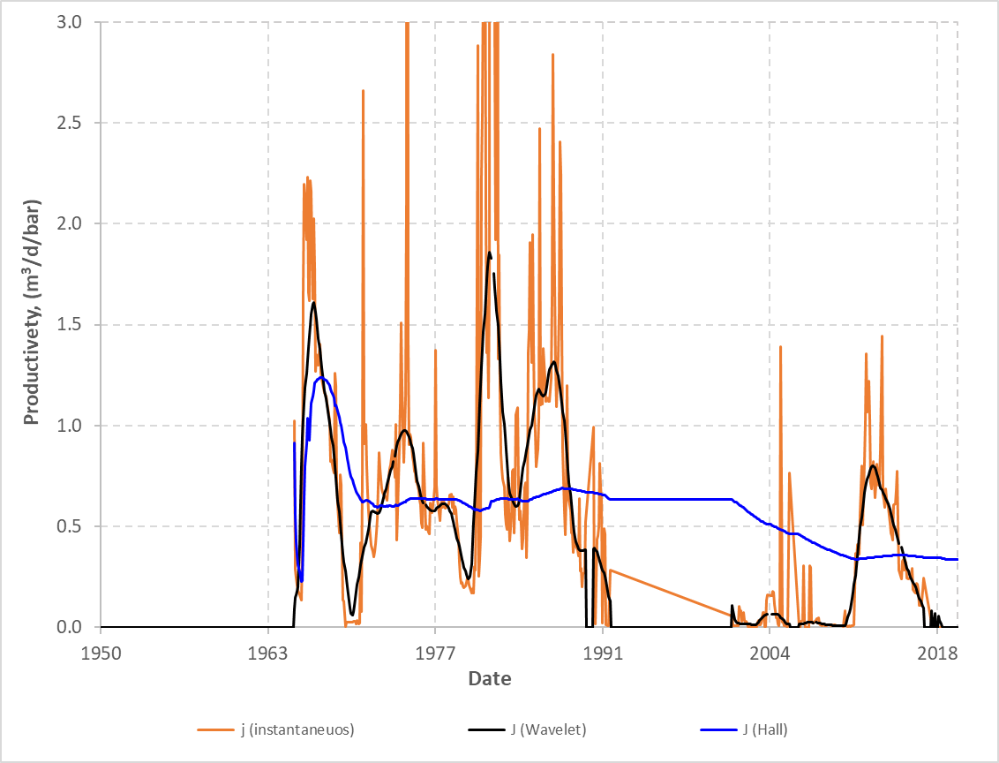 3.0
2.5
2.0
1.5
1.0
0.5
0.0
Productivety, (m³/d/bar)
1950 1963 1977 1991 2004 2018
Date
j (instantaneuos) J (Wavelet) J (Hall)